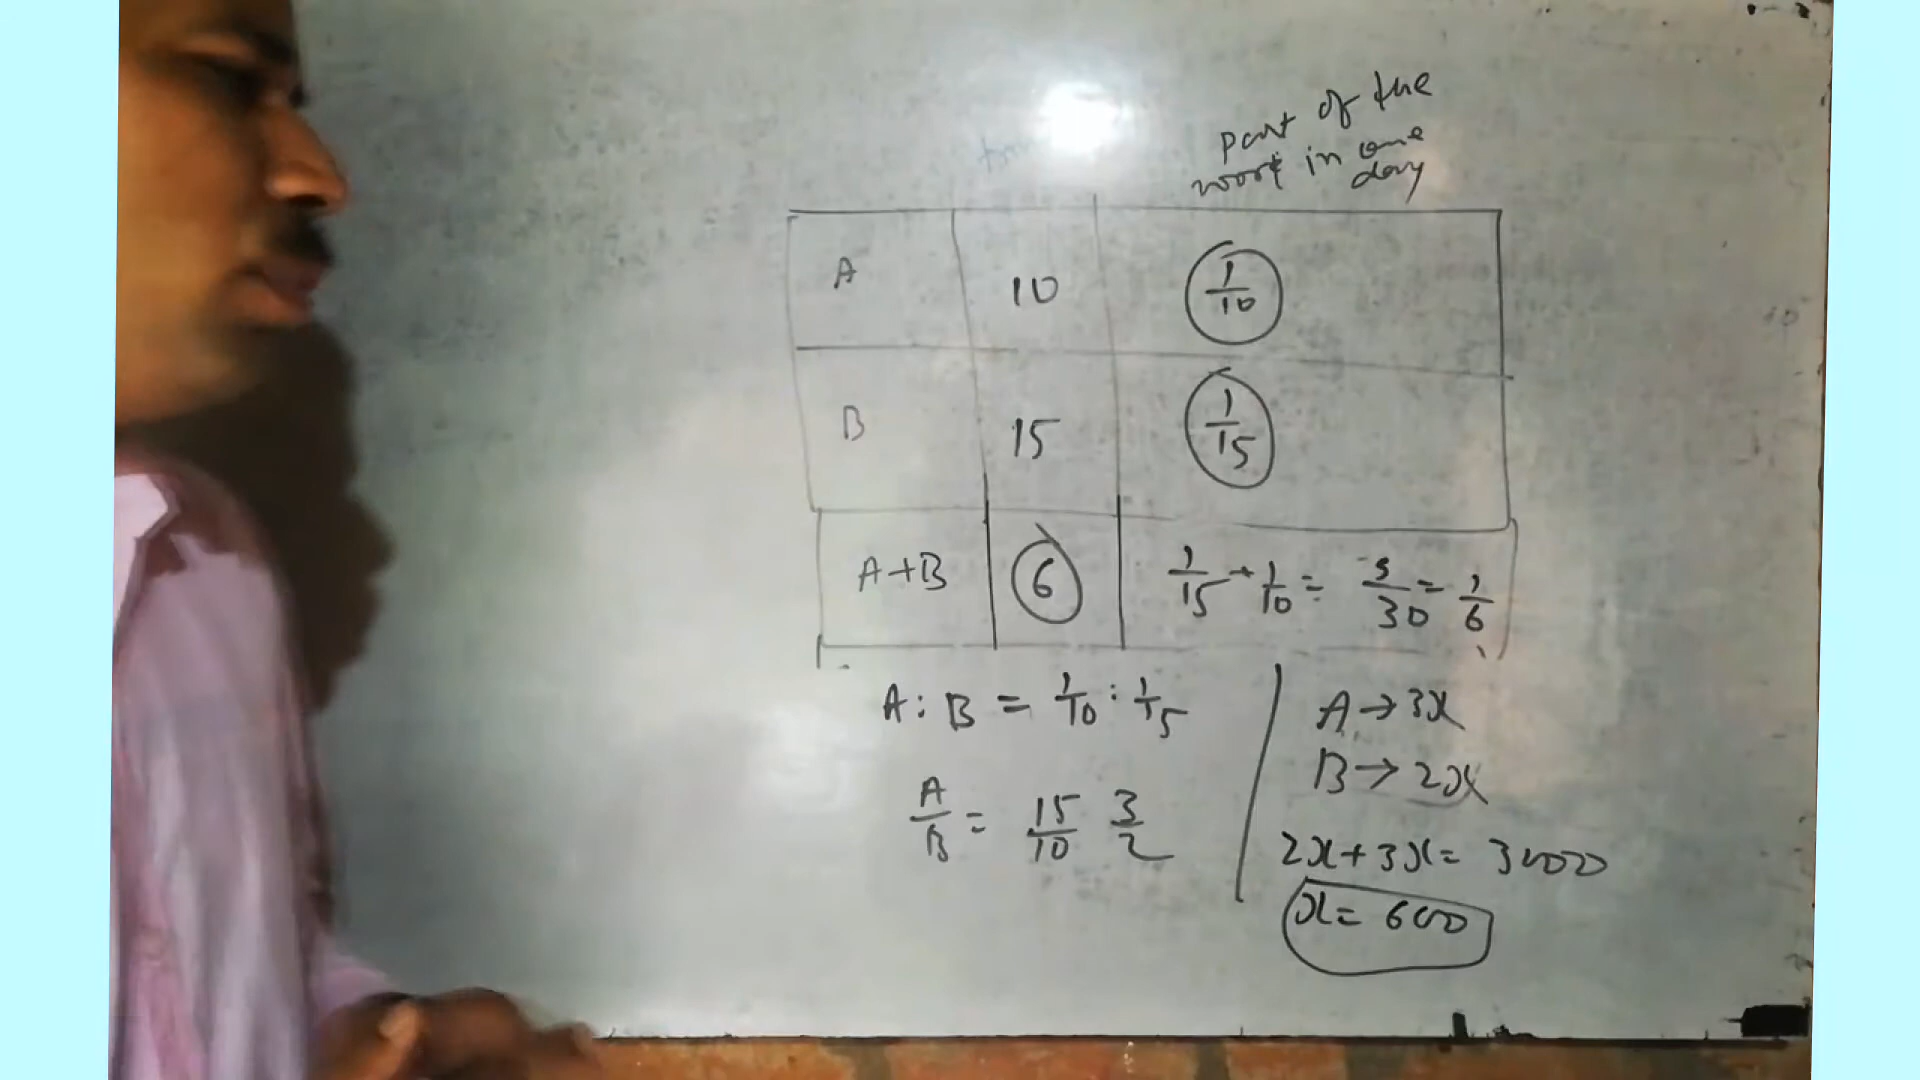 part of the
work in one
day
A 10 1/10
B 15 1/15
A+B 6 1/15 + 1/10 = 5/30 = 1/6
A : B = 1/10 : 1/15
A/B = 15/10 3/2
A → 3x
B → 2x
2x + 3x = 3000
x = 600